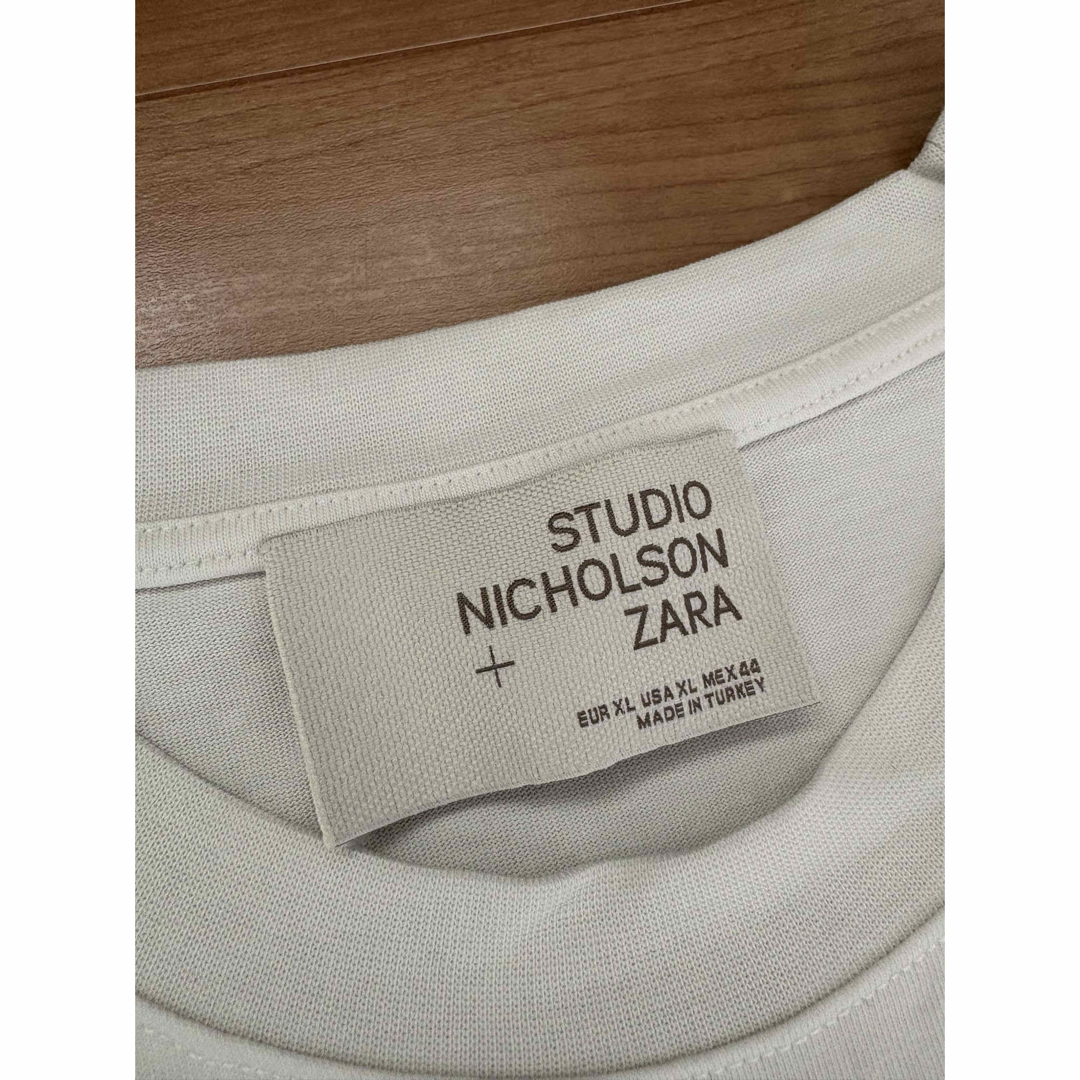 STUDIO
NICHOLSON
+ ZARA
EUR XL USA XL MEX 44
MADE IN TURKEY